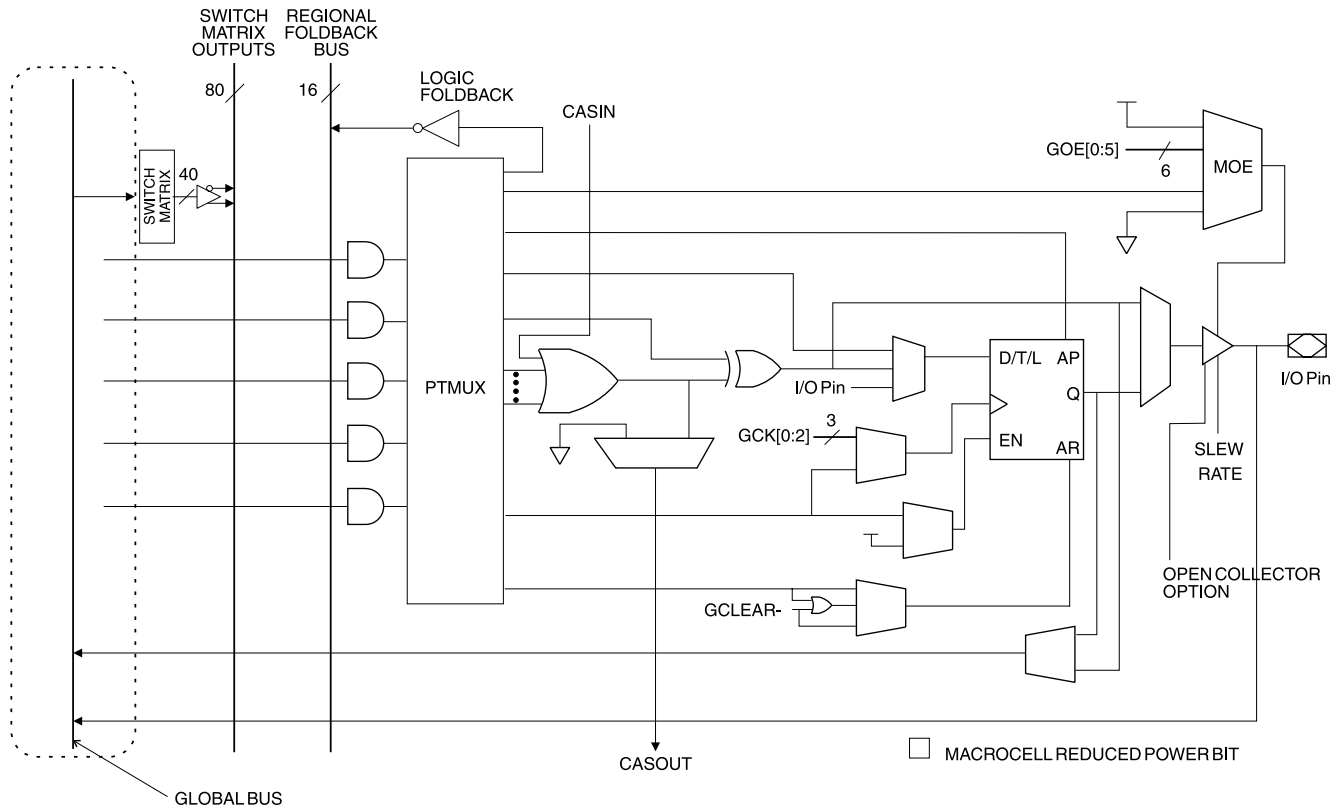 SWITCH
MATRIX
OUTPUTS
REGIONAL
FOLDBACK
BUS
80
16
LOGIC
FOLDBACK
CASIN
GOE[0:5]
6
MOE
SWITCH
MATRIX
40
PTMUX
I/O Pin
D/T/L
AP
Q
EN
AR
GCK[0:2]
3
I/O Pin
SLEW
RATE
OPEN COLLECTOR
OPTION
GCLEAR-
CASOUT
MACROCELL REDUCED POWER BIT
GLOBAL BUS